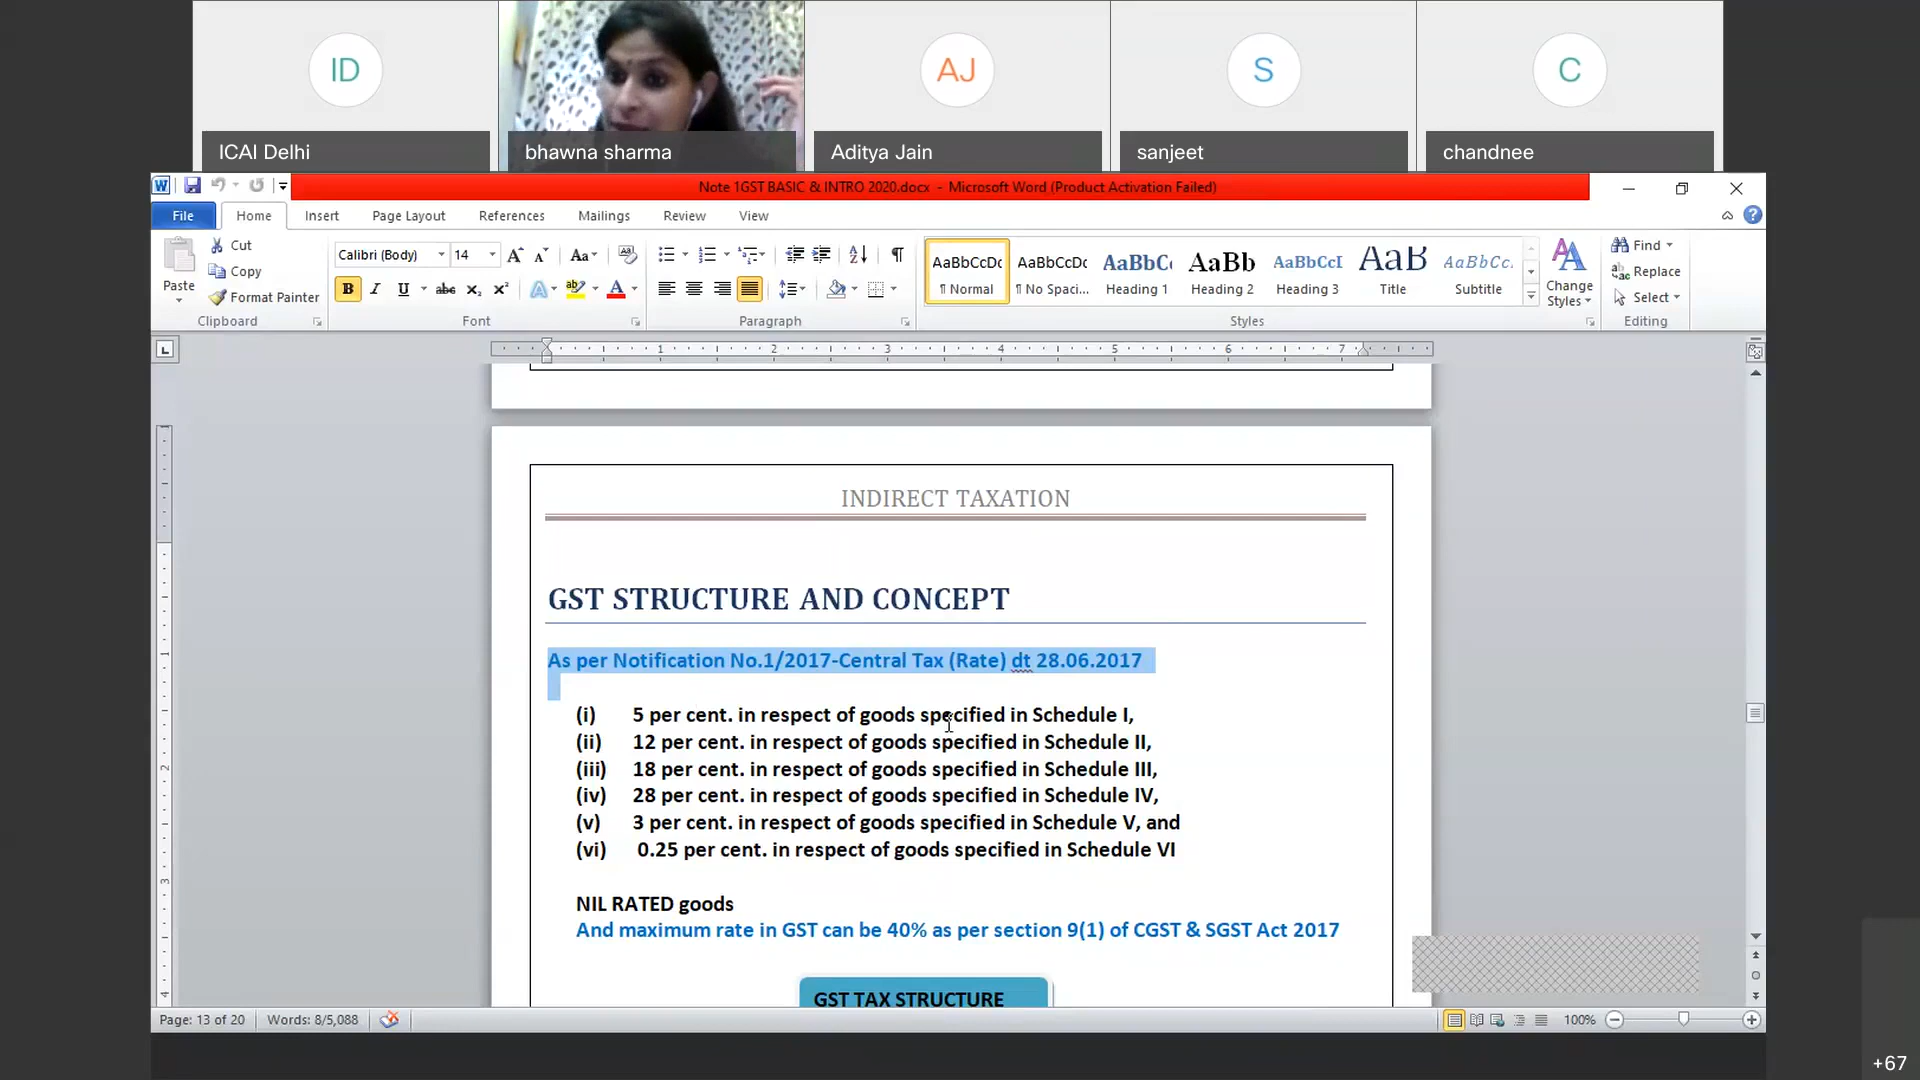 ID
AJ
S
C
ICAI Delhi
bhawna sharma
Aditya Jain
sanjeet
chandnee
Note 1GST BASIC & INTRO 2020.docx - Microsoft Word (Product Activation Failed)
File Home Insert Page Layout References Mailings Review View
Paste
Cut
Copy
Format Painter
Clipboard
Calibri (Body) 14
Font
Paragraph
AaBbCcDc AaBbCcDc AaBbC AaBb AaBbCcI AaB AaBbCc.
¶ Normal ¶ No Spaci... Heading 1 Heading 2 Heading 3 Title Subtitle
Change Styles
Styles
Find
Replace
Select
Editing
1 2 3 4 5 6 7
INDIRECT TAXATION
GST STRUCTURE AND CONCEPT
As per Notification No.1/2017-Central Tax (Rate) dt 28.06.2017
(i) 5 per cent. in respect of goods specified in Schedule I,
(ii) 12 per cent. in respect of goods specified in Schedule II,
(iii) 18 per cent. in respect of goods specified in Schedule III,
(iv) 28 per cent. in respect of goods specified in Schedule IV,
(v) 3 per cent. in respect of goods specified in Schedule V, and
(vi) 0.25 per cent. in respect of goods specified in Schedule VI
NIL RATED goods
And maximum rate in GST can be 40% as per section 9(1) of CGST & SGST Act 2017
GST TAX STRUCTURE
Page: 13 of 20 Words: 8/5,088 100%
+67